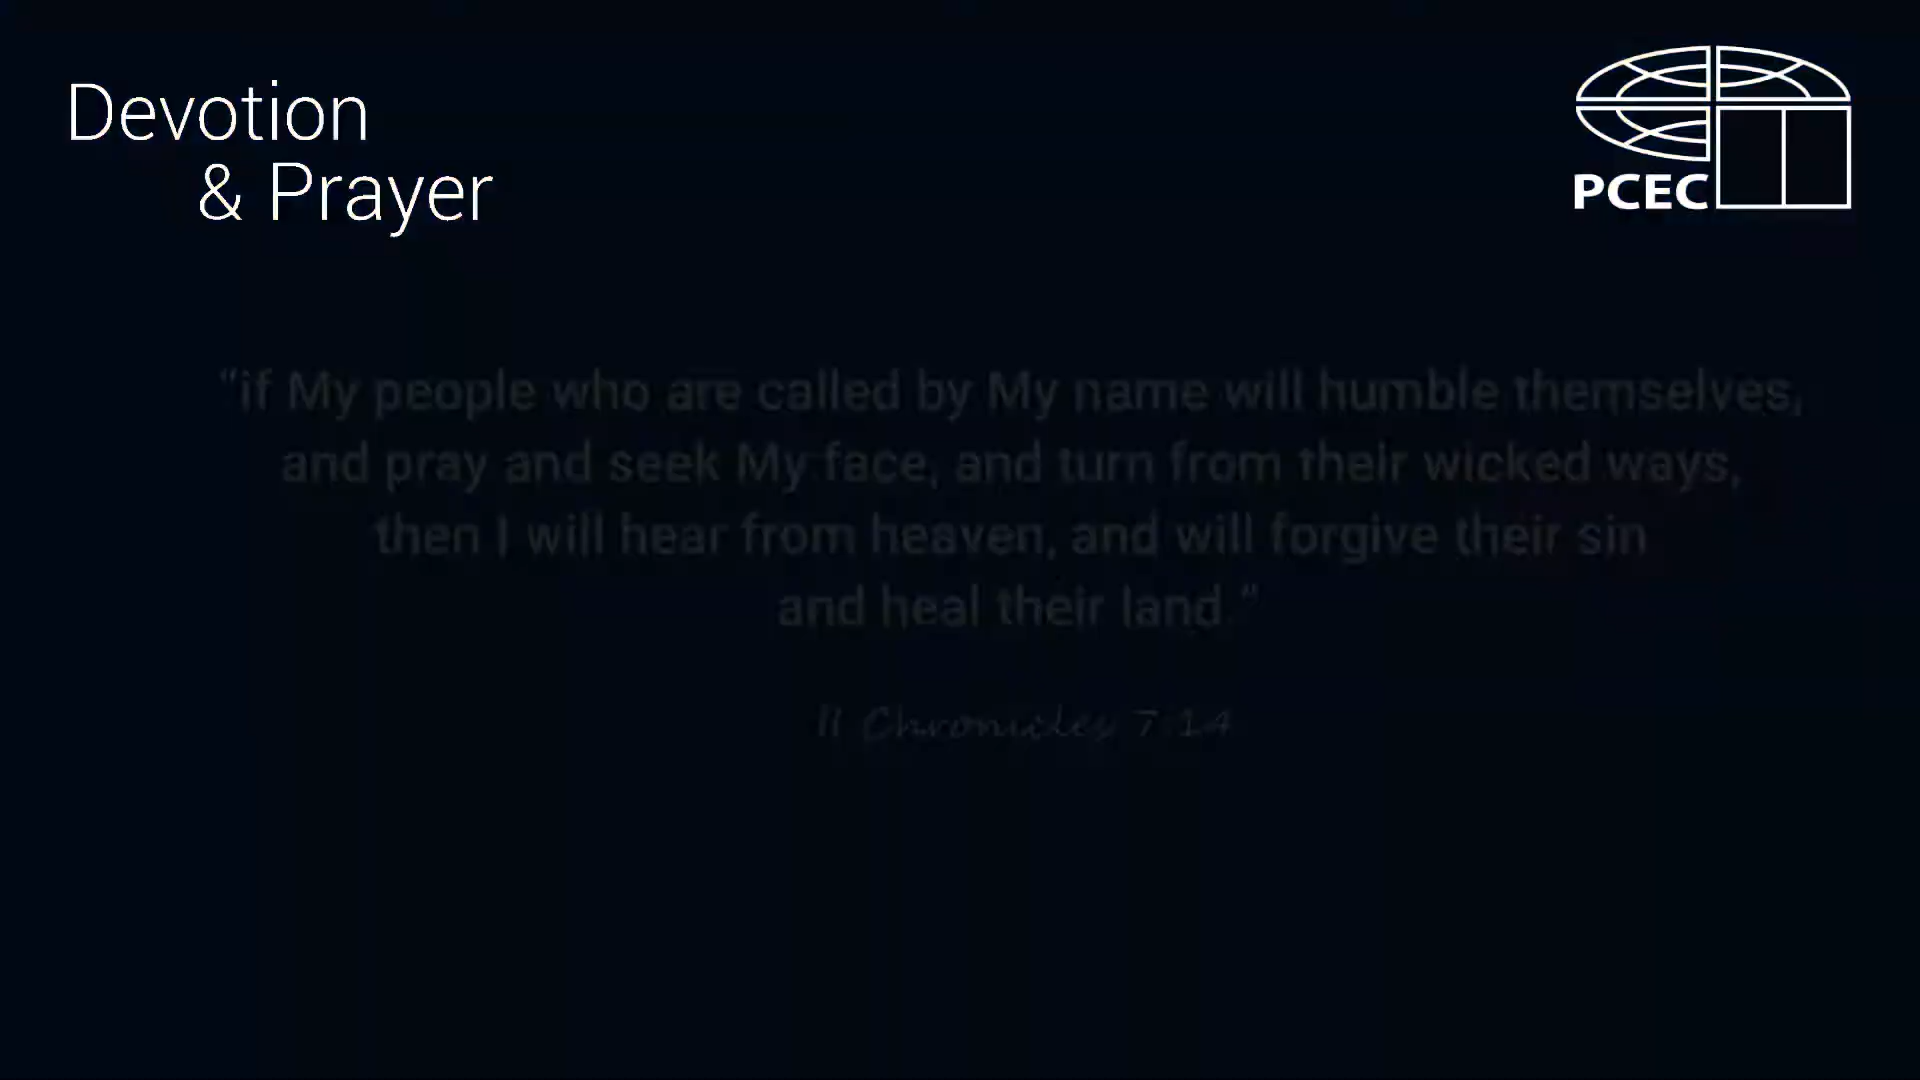 Devotion
& Prayer
PCEC
“if My people who are called by My name will humble themselves,
and pray and seek My face, and turn from their wicked ways,
then I will hear from heaven, and will forgive their sin
and heal their land.”
II Chronicles 7:14